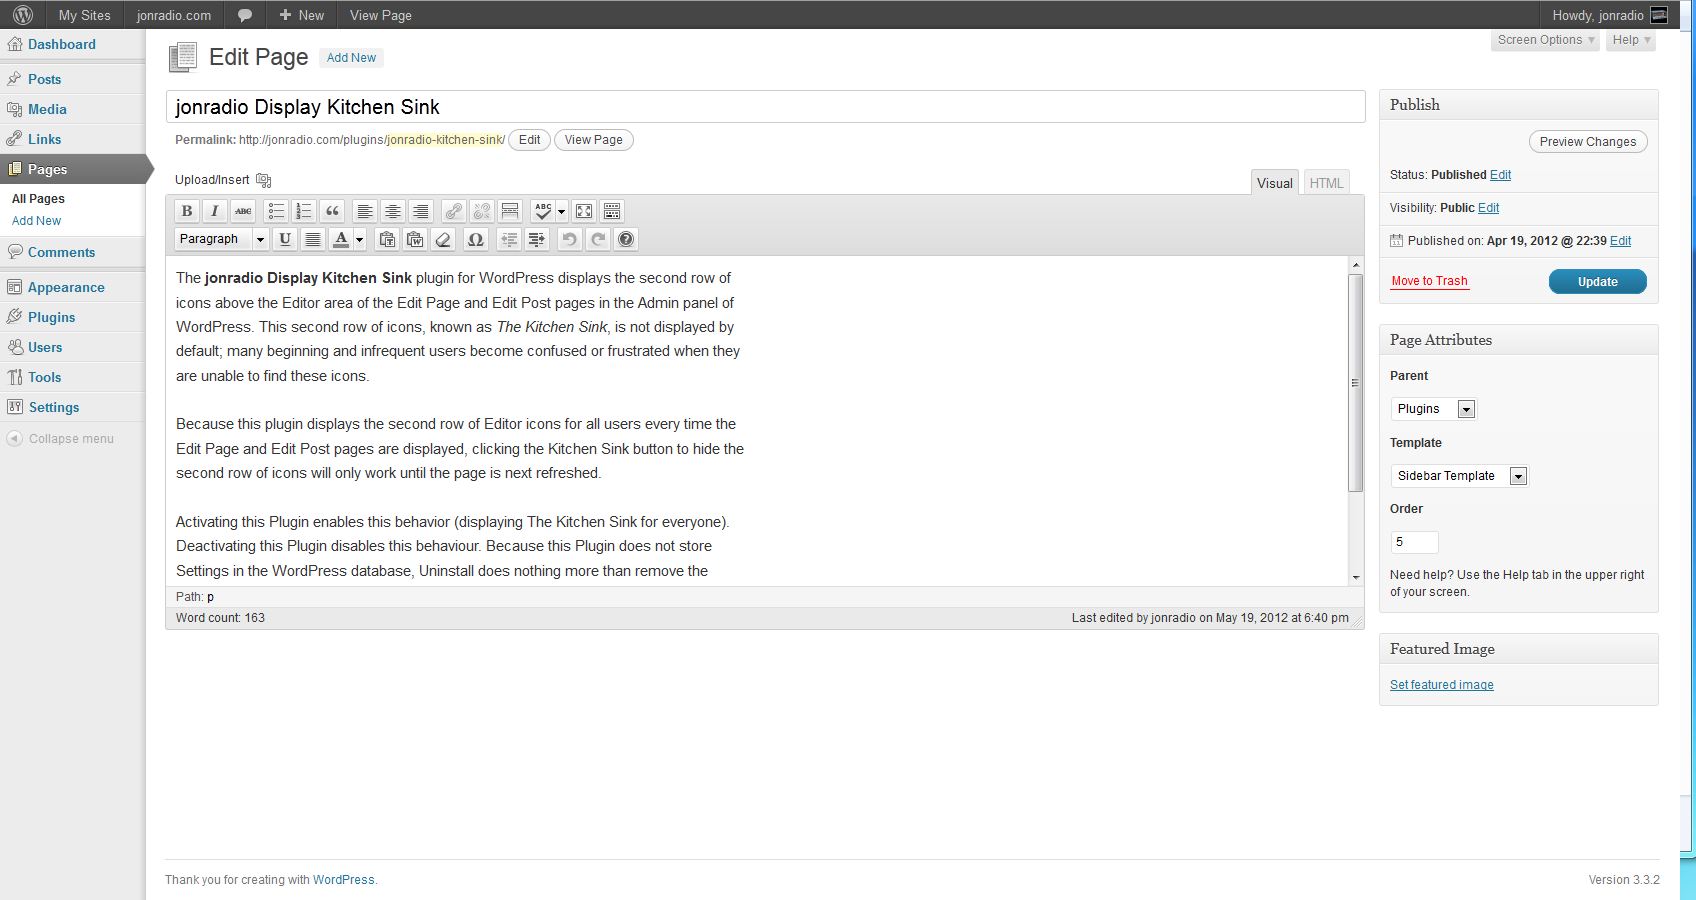 My Sites jonradio.com New View Page Howdy, jonradio
Screen Options Help
Dashboard
Posts
Media
Links
Pages
All Pages
Add New
Comments
Appearance
Plugins
Users
Tools
Settings
Collapse menu
Edit Page Add New
jonradio Display Kitchen Sink
Permalink: http://jonradio.com/plugins/jonradio-kitchen-sink/ Edit View Page
Upload/Insert
Visual HTML
B I ABC ABC
Paragraph U A Ω ?
The jonradio Display Kitchen Sink plugin for WordPress displays the second row of
icons above the Editor area of the Edit Page and Edit Post pages in the Admin panel of
WordPress. This second row of icons, known as The Kitchen Sink, is not displayed by
default; many beginning and infrequent users become confused or frustrated when they
are unable to find these icons.
Because this plugin displays the second row of Editor icons for all users every time the
Edit Page and Edit Post pages are displayed, clicking the Kitchen Sink button to hide the
second row of icons will only work until the page is next refreshed.
Activating this Plugin enables this behavior (displaying The Kitchen Sink for everyone).
Deactivating this Plugin disables this behaviour. Because this Plugin does not store
Settings in the WordPress database, Uninstall does nothing more than remove the
Path: p
Word count: 163 Last edited by jonradio on May 19, 2012 at 6:40 pm
Publish
Preview Changes
Status: Published Edit
Visibility: Public Edit
Published on: Apr 19, 2012 @ 22:39 Edit
Move to Trash Update
Page Attributes
Parent
Plugins
Template
Sidebar Template
Order
5
Need help? Use the Help tab in the upper right
of your screen.
Featured Image
Set featured image
Thank you for creating with WordPress. Version 3.3.2